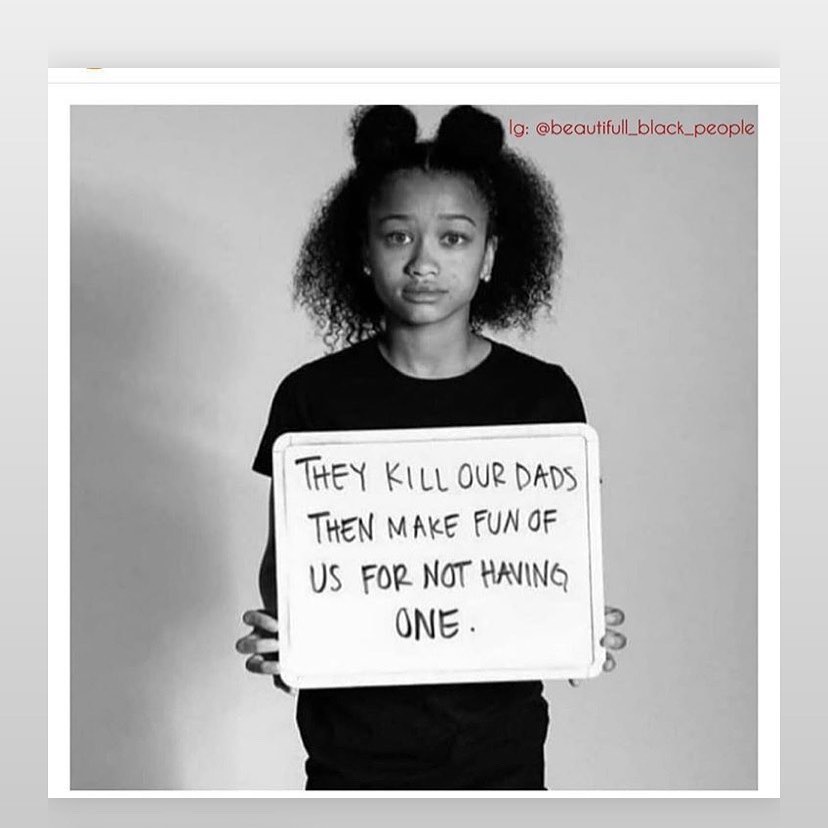 Ig: @beautifull_black_people
THEY KILL OUR DADS
THEN MAKE FUN OF
US FOR NOT HAVING
ONE.